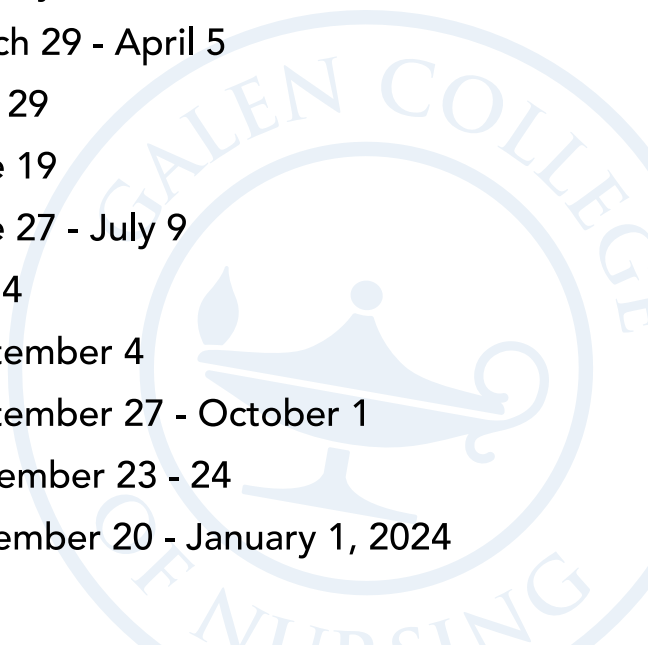 ch 29 - April 5
29
e 19
e 27 - July 9
4
tember 4
tember 27 - October 1
ember 23 - 24
ember 20 - January 1, 2024
GALEN COLLEGE
OF NURSING